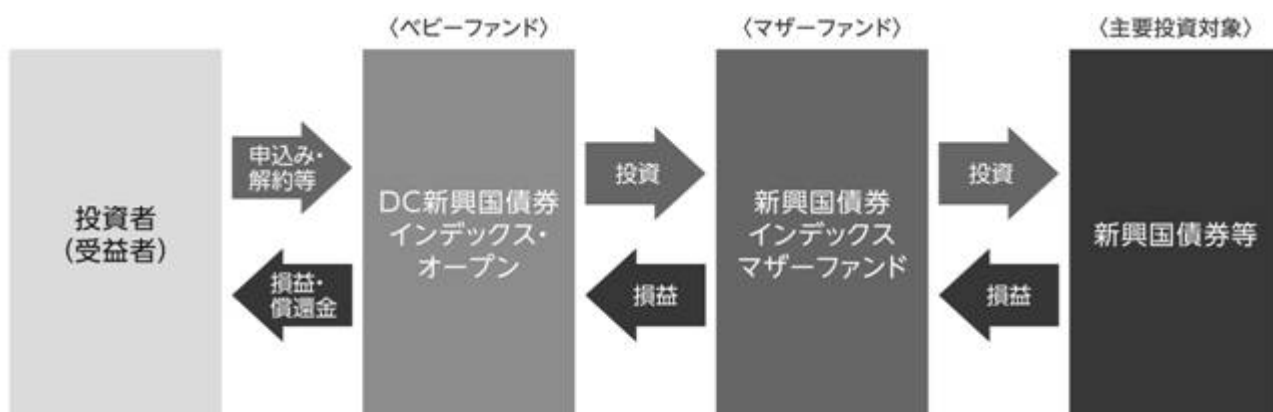 〈ベビーファンド〉
〈マザーファンド〉
〈主要投資対象〉
投資者
(受益者)
申込み・
解約等
損益・
償還金
DC新興国債券
インデックス・
オープン
投資
損益
新興国債券
インデックス
マザーファンド
投資
損益
新興国債券等